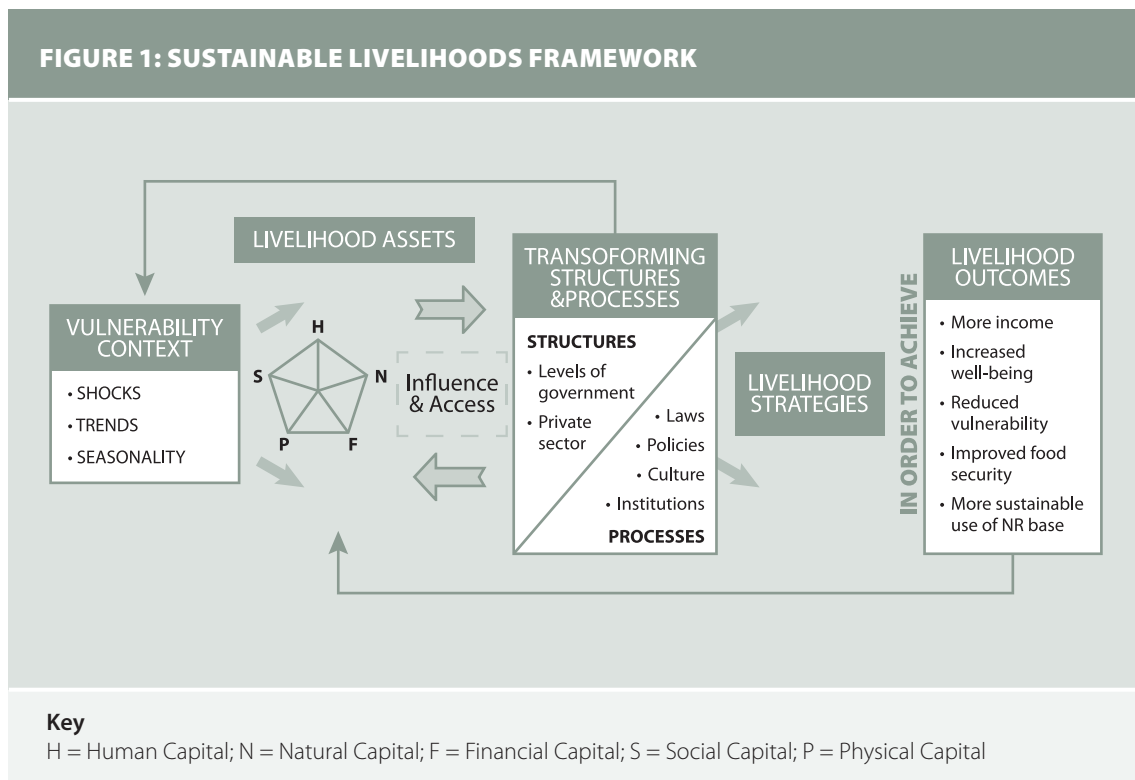 FIGURE 1: SUSTAINABLE LIVELIHOODS FRAMEWORK
LIVELIHOOD ASSETS
VULNERABILITY
CONTEXT
• SHOCKS
• TRENDS
• SEASONALITY
H
S
N
P
F
Influence
& Access
TRANSOFORMING
STRUCTURES
&PROCESSES
STRUCTURES
• Levels of
government
• Private
sector
• Laws
• Policies
• Culture
• Institutions
PROCESSES
LIVELIHOOD
STRATEGIES
IN ORDER TO ACHIEVE
LIVELIHOOD
OUTCOMES
• More income
• Increased
well-being
• Reduced
vulnerability
• Improved food
security
• More sustainable
use of NR base
Key
H = Human Capital; N = Natural Capital; F = Financial Capital; S = Social Capital; P = Physical Capital